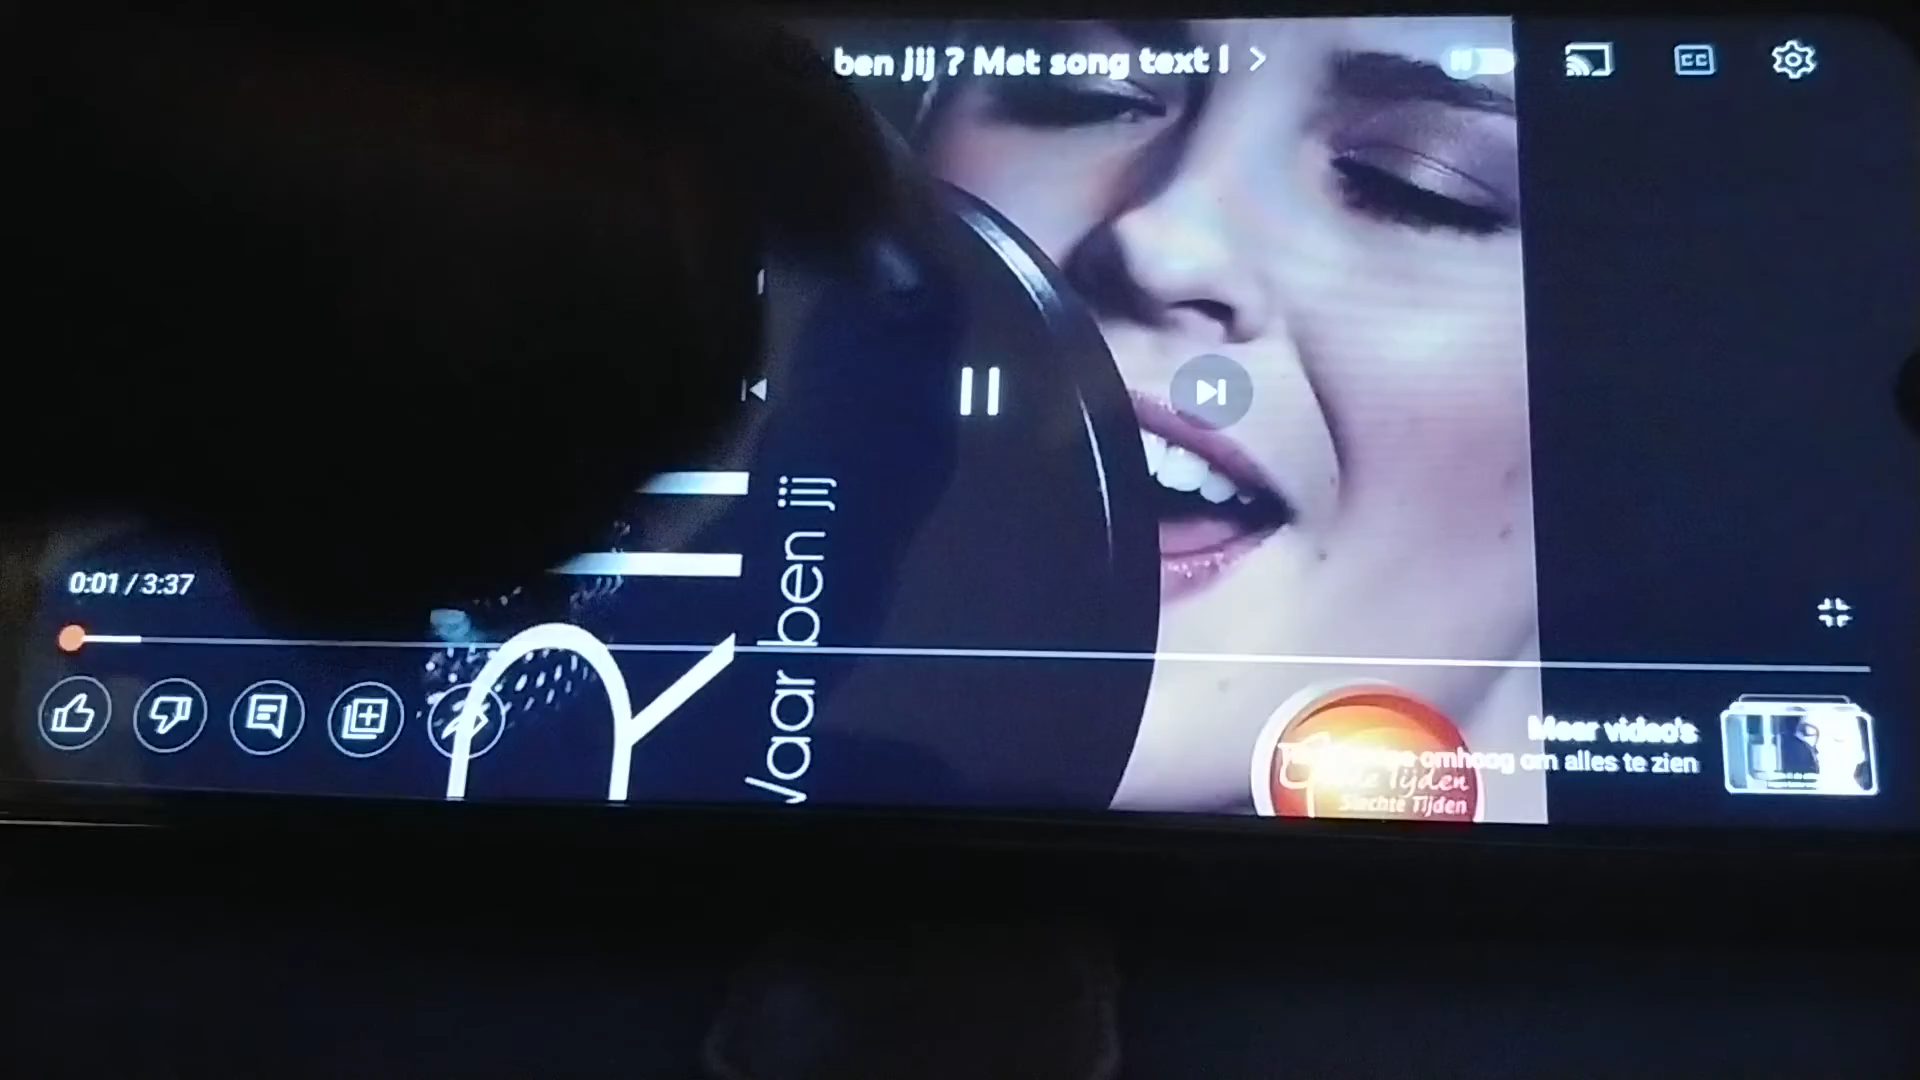 ben jij ? Met song text |
CC
ben jij
0:01 / 3:37
R
Meer video's
omhoog om alles te zien
Tijden
Slechte Tijden